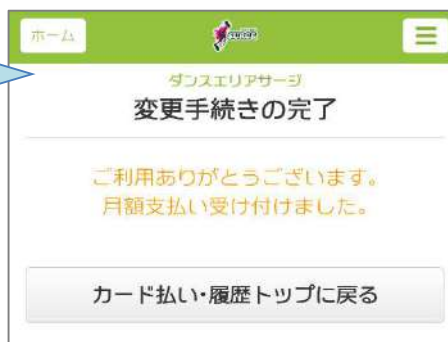 ホーム
ダンスエリアサージ
変更手続きの完了
ご利用ありがとうございます。
月額支払い受け付けました。
カード払い・履歴トップに戻る